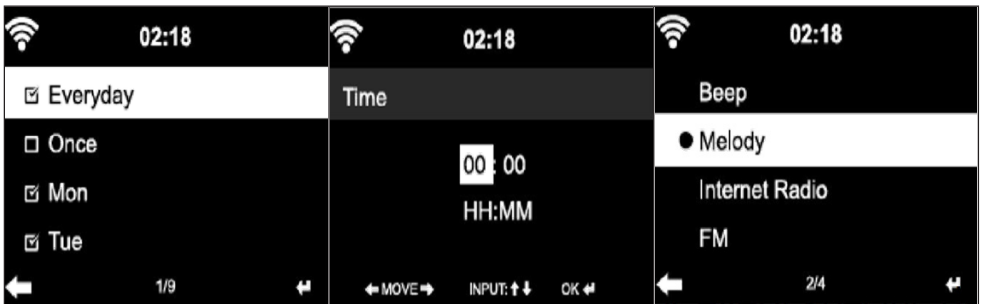 02:18
Everyday
Once
Mon
Tue
1/9
02:18
Time
00:00
HH:MM
MOVE INPUT: OK
02:18
Beep
Melody
Internet Radio
FM
2/4